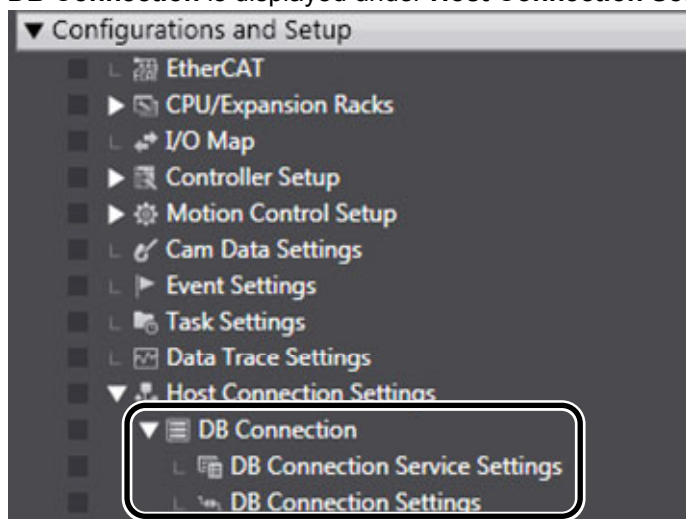 DB Connection is displayed under Host Connection Se
Configurations and Setup
EtherCAT
CPU/Expansion Racks
I/O Map
Controller Setup
Motion Control Setup
Cam Data Settings
Event Settings
Task Settings
Data Trace Settings
Host Connection Settings
DB Connection
DB Connection Service Settings
DB Connection Settings